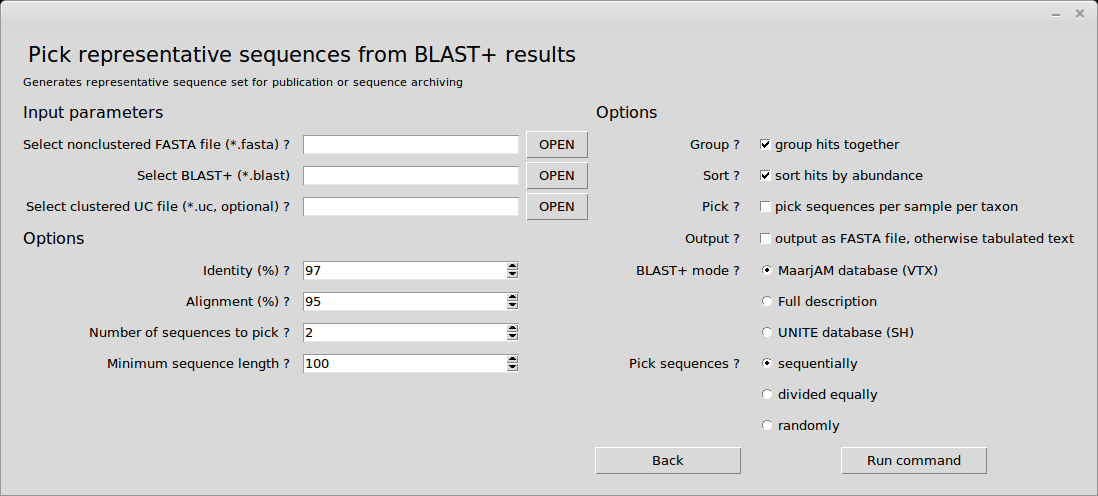 Pick representative sequences from BLAST+ results
Generates representative sequence set for publication or sequence archiving
Input parameters
Select nonclustered FASTA file (*.fasta) ? OPEN
Select BLAST+ (*.blast) OPEN
Select clustered UC file (*.uc, optional) ? OPEN
Options
Identity (%) ? 97
Alignment (%) ? 95
Number of sequences to pick ? 2
Minimum sequence length ? 100
Options
Group ? group hits together
Sort ? sort hits by abundance
Pick ? pick sequences per sample per taxon
Output ? output as FASTA file, otherwise tabulated text
BLAST+ mode ? MaarjAM database (VTX)
Full description
UNITE database (SH)
Pick sequences ? sequentially
divided equally
randomly
Back Run command